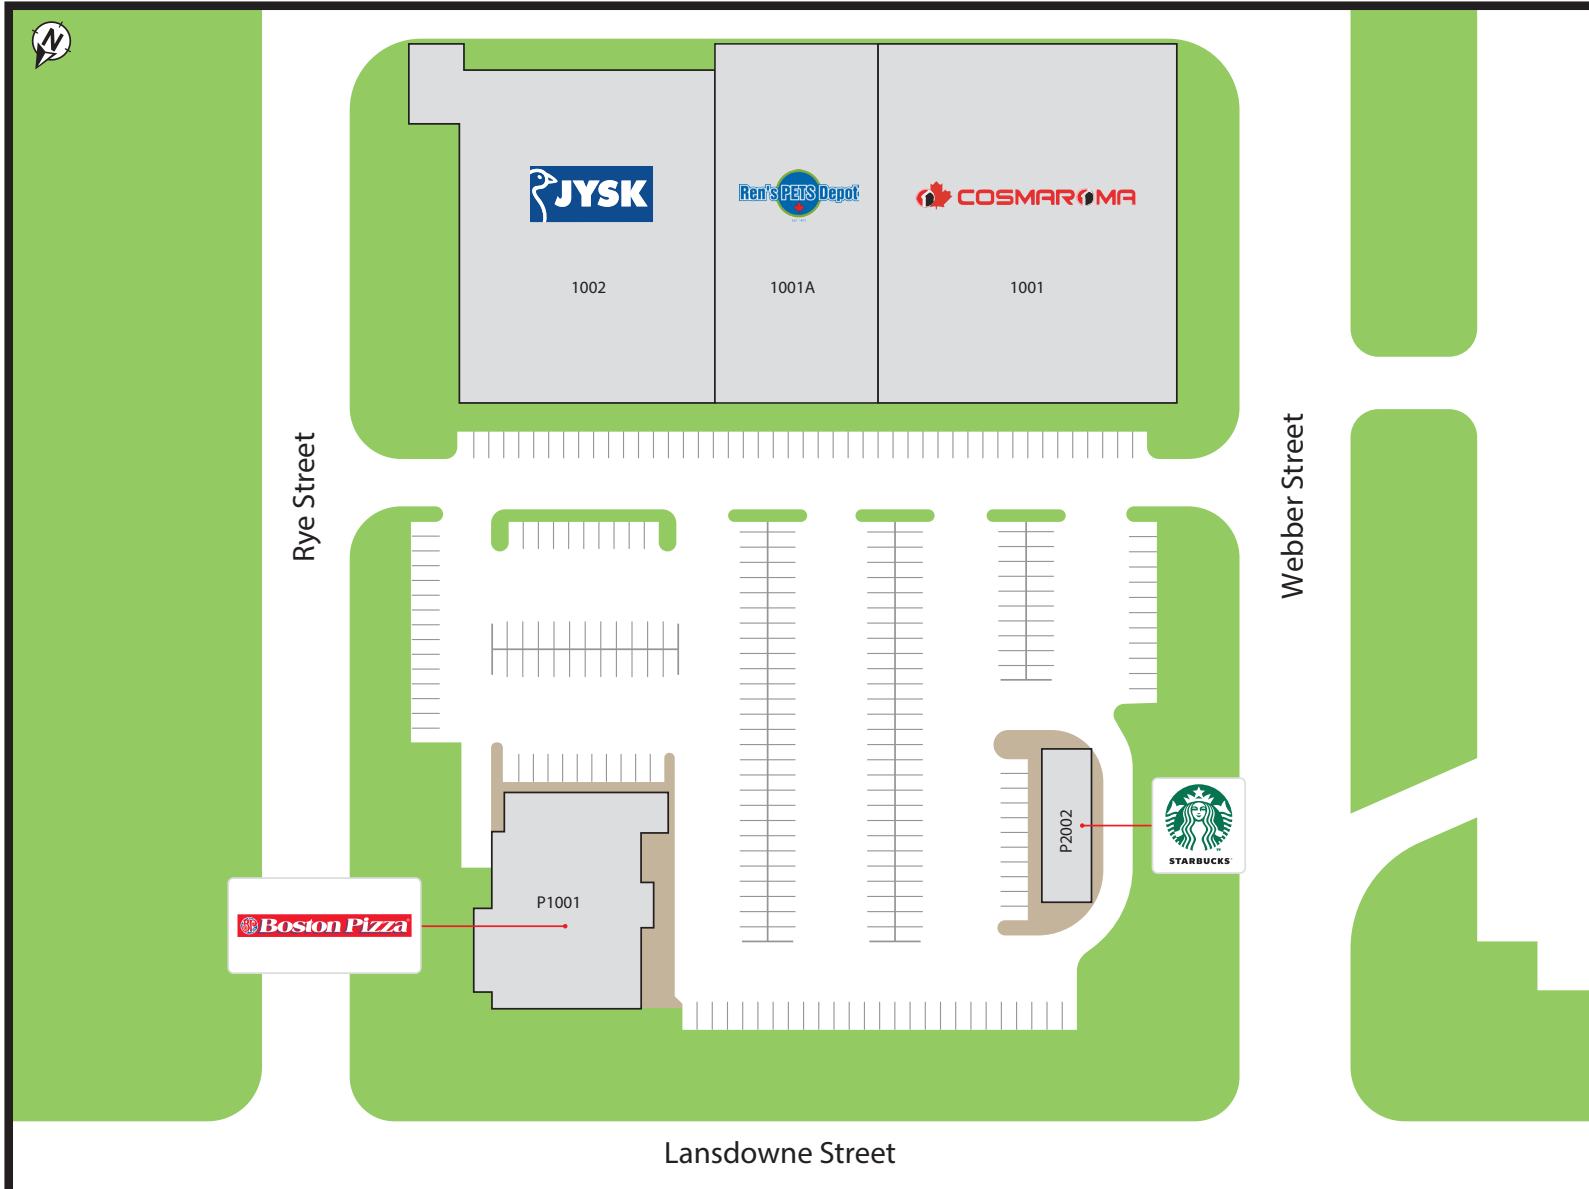 N
JYSK
Ren's PETS Depot
COSMAROMA
1002
1001A
1001
Rye Street
Webber Street
P2002
STARBUCKS
P1001
Boston Pizza
Lansdowne Street